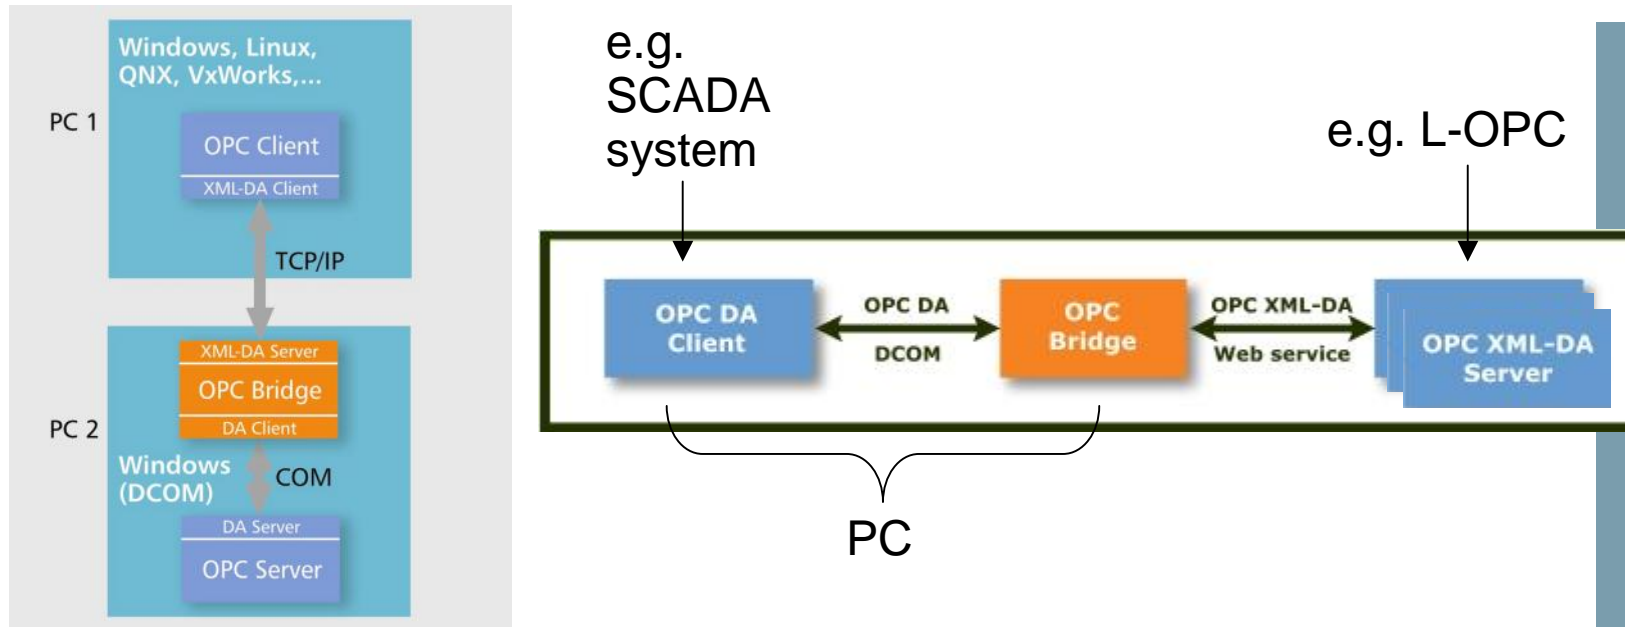 Windows, Linux,
QNX, VxWorks,...
PC 1
OPC Client
XML-DA Client
TCP/IP
XML-DA Server
OPC Bridge
DA Client
PC 2
Windows
(DCOM)
COM
DA Server
OPC Server
e.g.
SCADA
system
e.g. L-OPC
OPC DA
Client
OPC DA
DCOM
OPC
Bridge
OPC XML-DA
Web service
OPC XML-DA
Server
PC